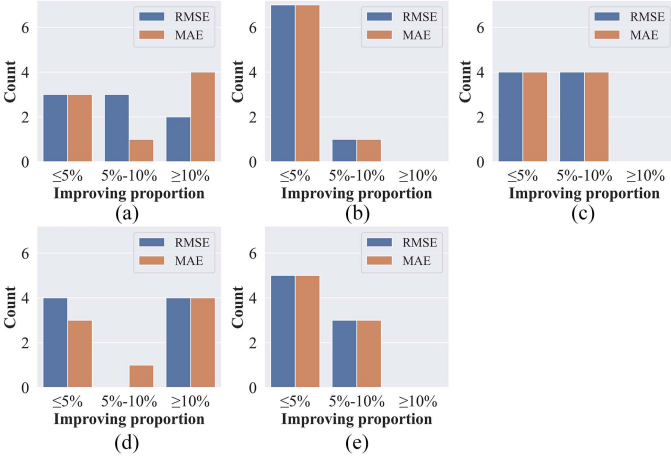 6
4
2
0
Count
RMSE
MAE
≤5% 5%-10% ≥10%
Improving proportion
(a)
6
4
2
0
Count
RMSE
MAE
≤5% 5%-10% ≥10%
Improving proportion
(b)
6
4
2
0
Count
RMSE
MAE
≤5% 5%-10% ≥10%
Improving proportion
(c)
6
4
2
0
Count
RMSE
MAE
≤5% 5%-10% ≥10%
Improving proportion
(d)
6
4
2
0
Count
RMSE
MAE
≤5% 5%-10% ≥10%
Improving proportion
(e)